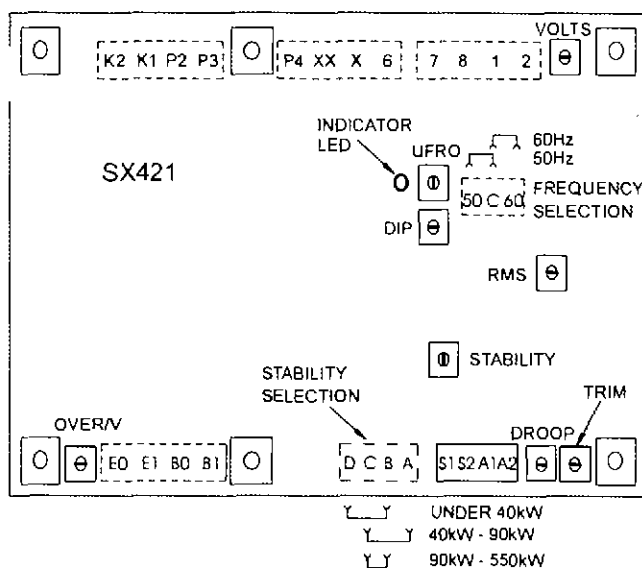 VOLTS
K2 K1 P2 P3
P4 XX X 6
7 8 1 2
INDICATOR
LED
UFRO
60Hz
50Hz
SX421
50 C 60
FREQUENCY
SELECTION
DIP
RMS
STABILITY
STABILITY
SELECTION
TRIM
OVER/V
DROOP
E0 E1 B0 B1
D C B A
S1 S2 A1 A2
UNDER 40kW
40kW - 90kW
90kW - 550kW